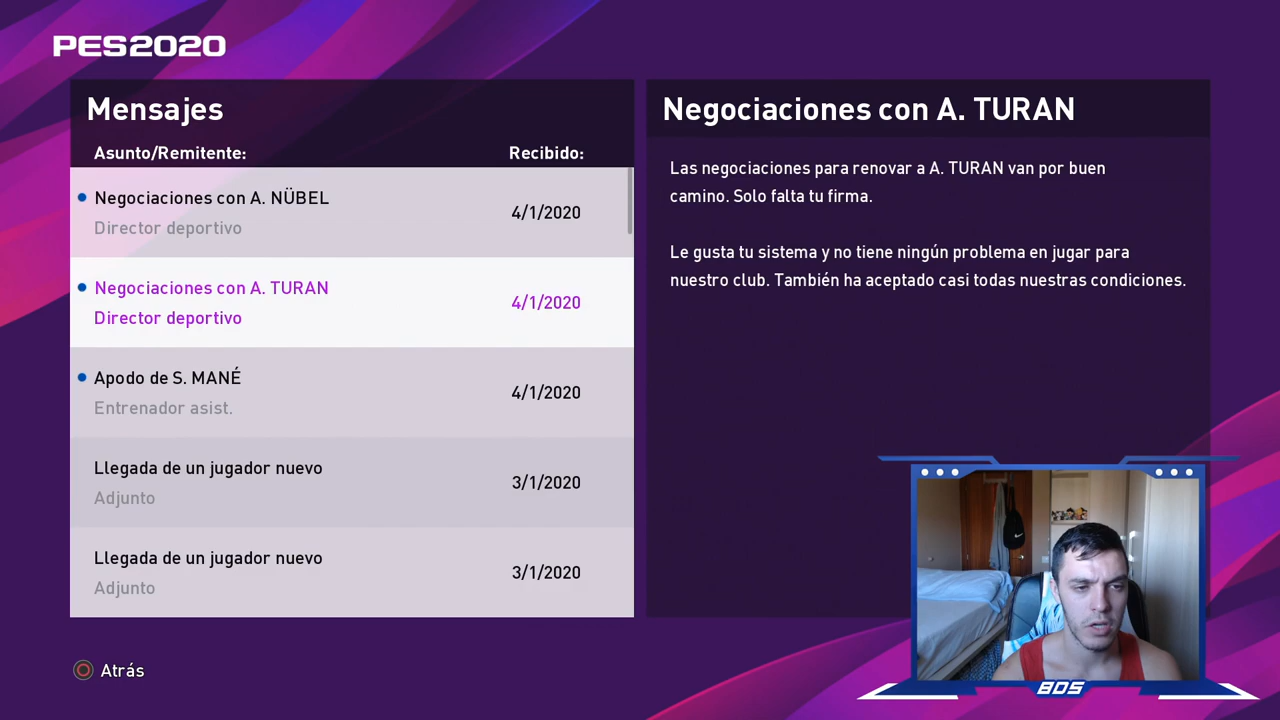 PES2020
Mensajes
Asunto/Remitente: Recibido:
Negociaciones con A. NÜBEL
Director deportivo
4/1/2020
Negociaciones con A. TURAN
Director deportivo
4/1/2020
Apodo de S. MANÉ
Entrenador asist.
4/1/2020
Llegada de un jugador nuevo
Adjunto
3/1/2020
Llegada de un jugador nuevo
Adjunto
3/1/2020
Atrás
Negociaciones con A. TURAN
Las negociaciones para renovar a A. TURAN van por buen
camino. Solo falta tu firma.
Le gusta tu sistema y no tiene ningún problema en jugar para
nuestro club. También ha aceptado casi todas nuestras condiciones.
BDS